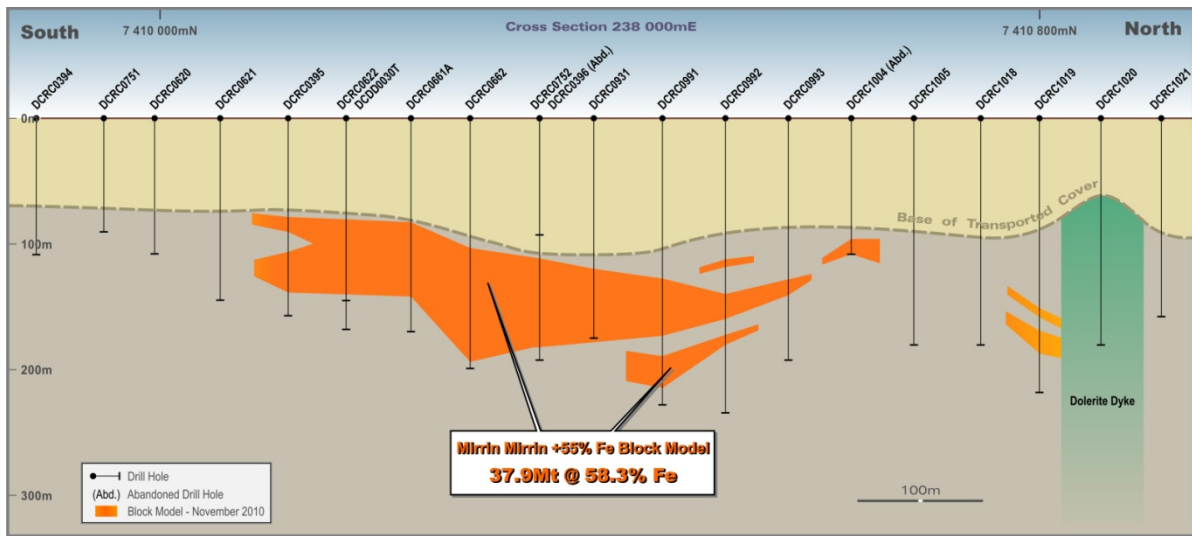 South
7 410 000mN
Cross Section 238 000mE
7 410 800mN
North
DCRC0394
DCRC0751
DCRC0620
DCRC0621
DCRC0395
DCRC0622
DCDD0030T
DCRC0661A
DCRC0662
DCRC0752
DCRC0396 (Abd.)
DCRC0931
DCRC0991
DCRC0992
DCRC0993
DCRC1004 (Abd.)
DCRC1005
DCRC1018
DCRC1019
DCRC1020
DCRC1021
0m
Base of Transported Cover
100m
200m
Dolerite Dyke
Mirrin Mirrin +55% Fe Block Model
37.9Mt @ 58.3% Fe
Drill Hole
(Abd.) Abandoned Drill Hole
Block Model - November 2010
100m
300m